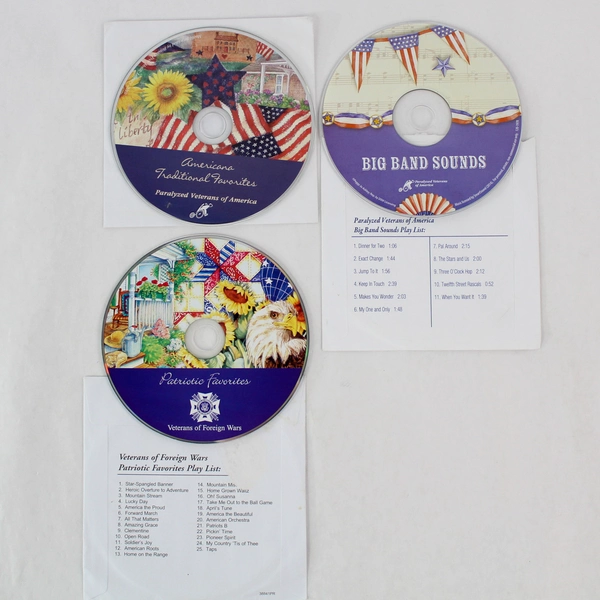 In
Liberty
Americana
Traditional Favorites
Paralyzed Veterans of America
BIG BAND SOUNDS
Paralyzed Veterans
of America
Paralyzed Veterans of America
Big Band Sounds Play List:
1. Dinner for Two 1:06
2. Exact Change 1:44
3. Jump To It 1:56
4. Keep in Touch 2:39
5. Makes You Wonder 2:03
6. My One and Only 1:48
7. Pal Around 2:15
8. The Stars and Us 2:00
9. Three O'Clock Hop 2:12
10. Twelfth Street Rascals 0:52
11. When You Want It 1:39
Patriotic Favorites
Veterans of Foreign Wars
Veterans of Foreign Wars
Patriotic Favorites Play List:
1. Star-Spangled Banner
2. Heroic Overture to Adventure
3. Mountain Stream
4. Lucky Day
5. America the Proud
6. Forward March
7. All That Matters
8. Amazing Grace
9. Clementine
10. Open Road
11. Soldier's Joy
12. American Roots
13. Home on the Range
14. Mountain Mix
15. Home Grown Waltz
16. Oh! Susanna
17. Take Me Out to the Ball Game
18. April's Tune
19. America the Beautiful
20. American Orchestra
21. Patriots B
22. Pickin' Time
23. Pioneer Spirit
24. My Country 'Tis of Thee
25. Taps